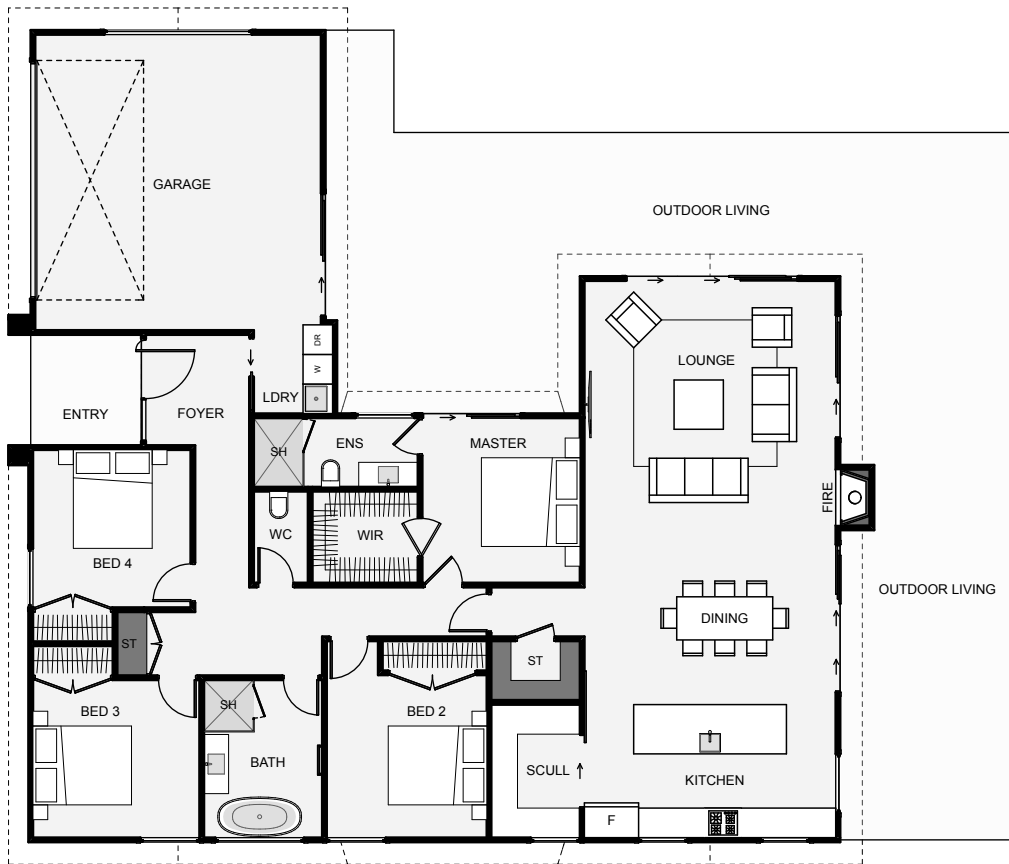 GARAGE
OUTDOOR LIVING
DR
W
LOUNGE
LDRY
ENTRY
FOYER
SH
ENS
MASTER
FIRE
WC
WIR
BED 4
OUTDOOR LIVING
DINING
ST
ST
SH
BED 3
BED 2
BATH
SCULL
KITCHEN
F